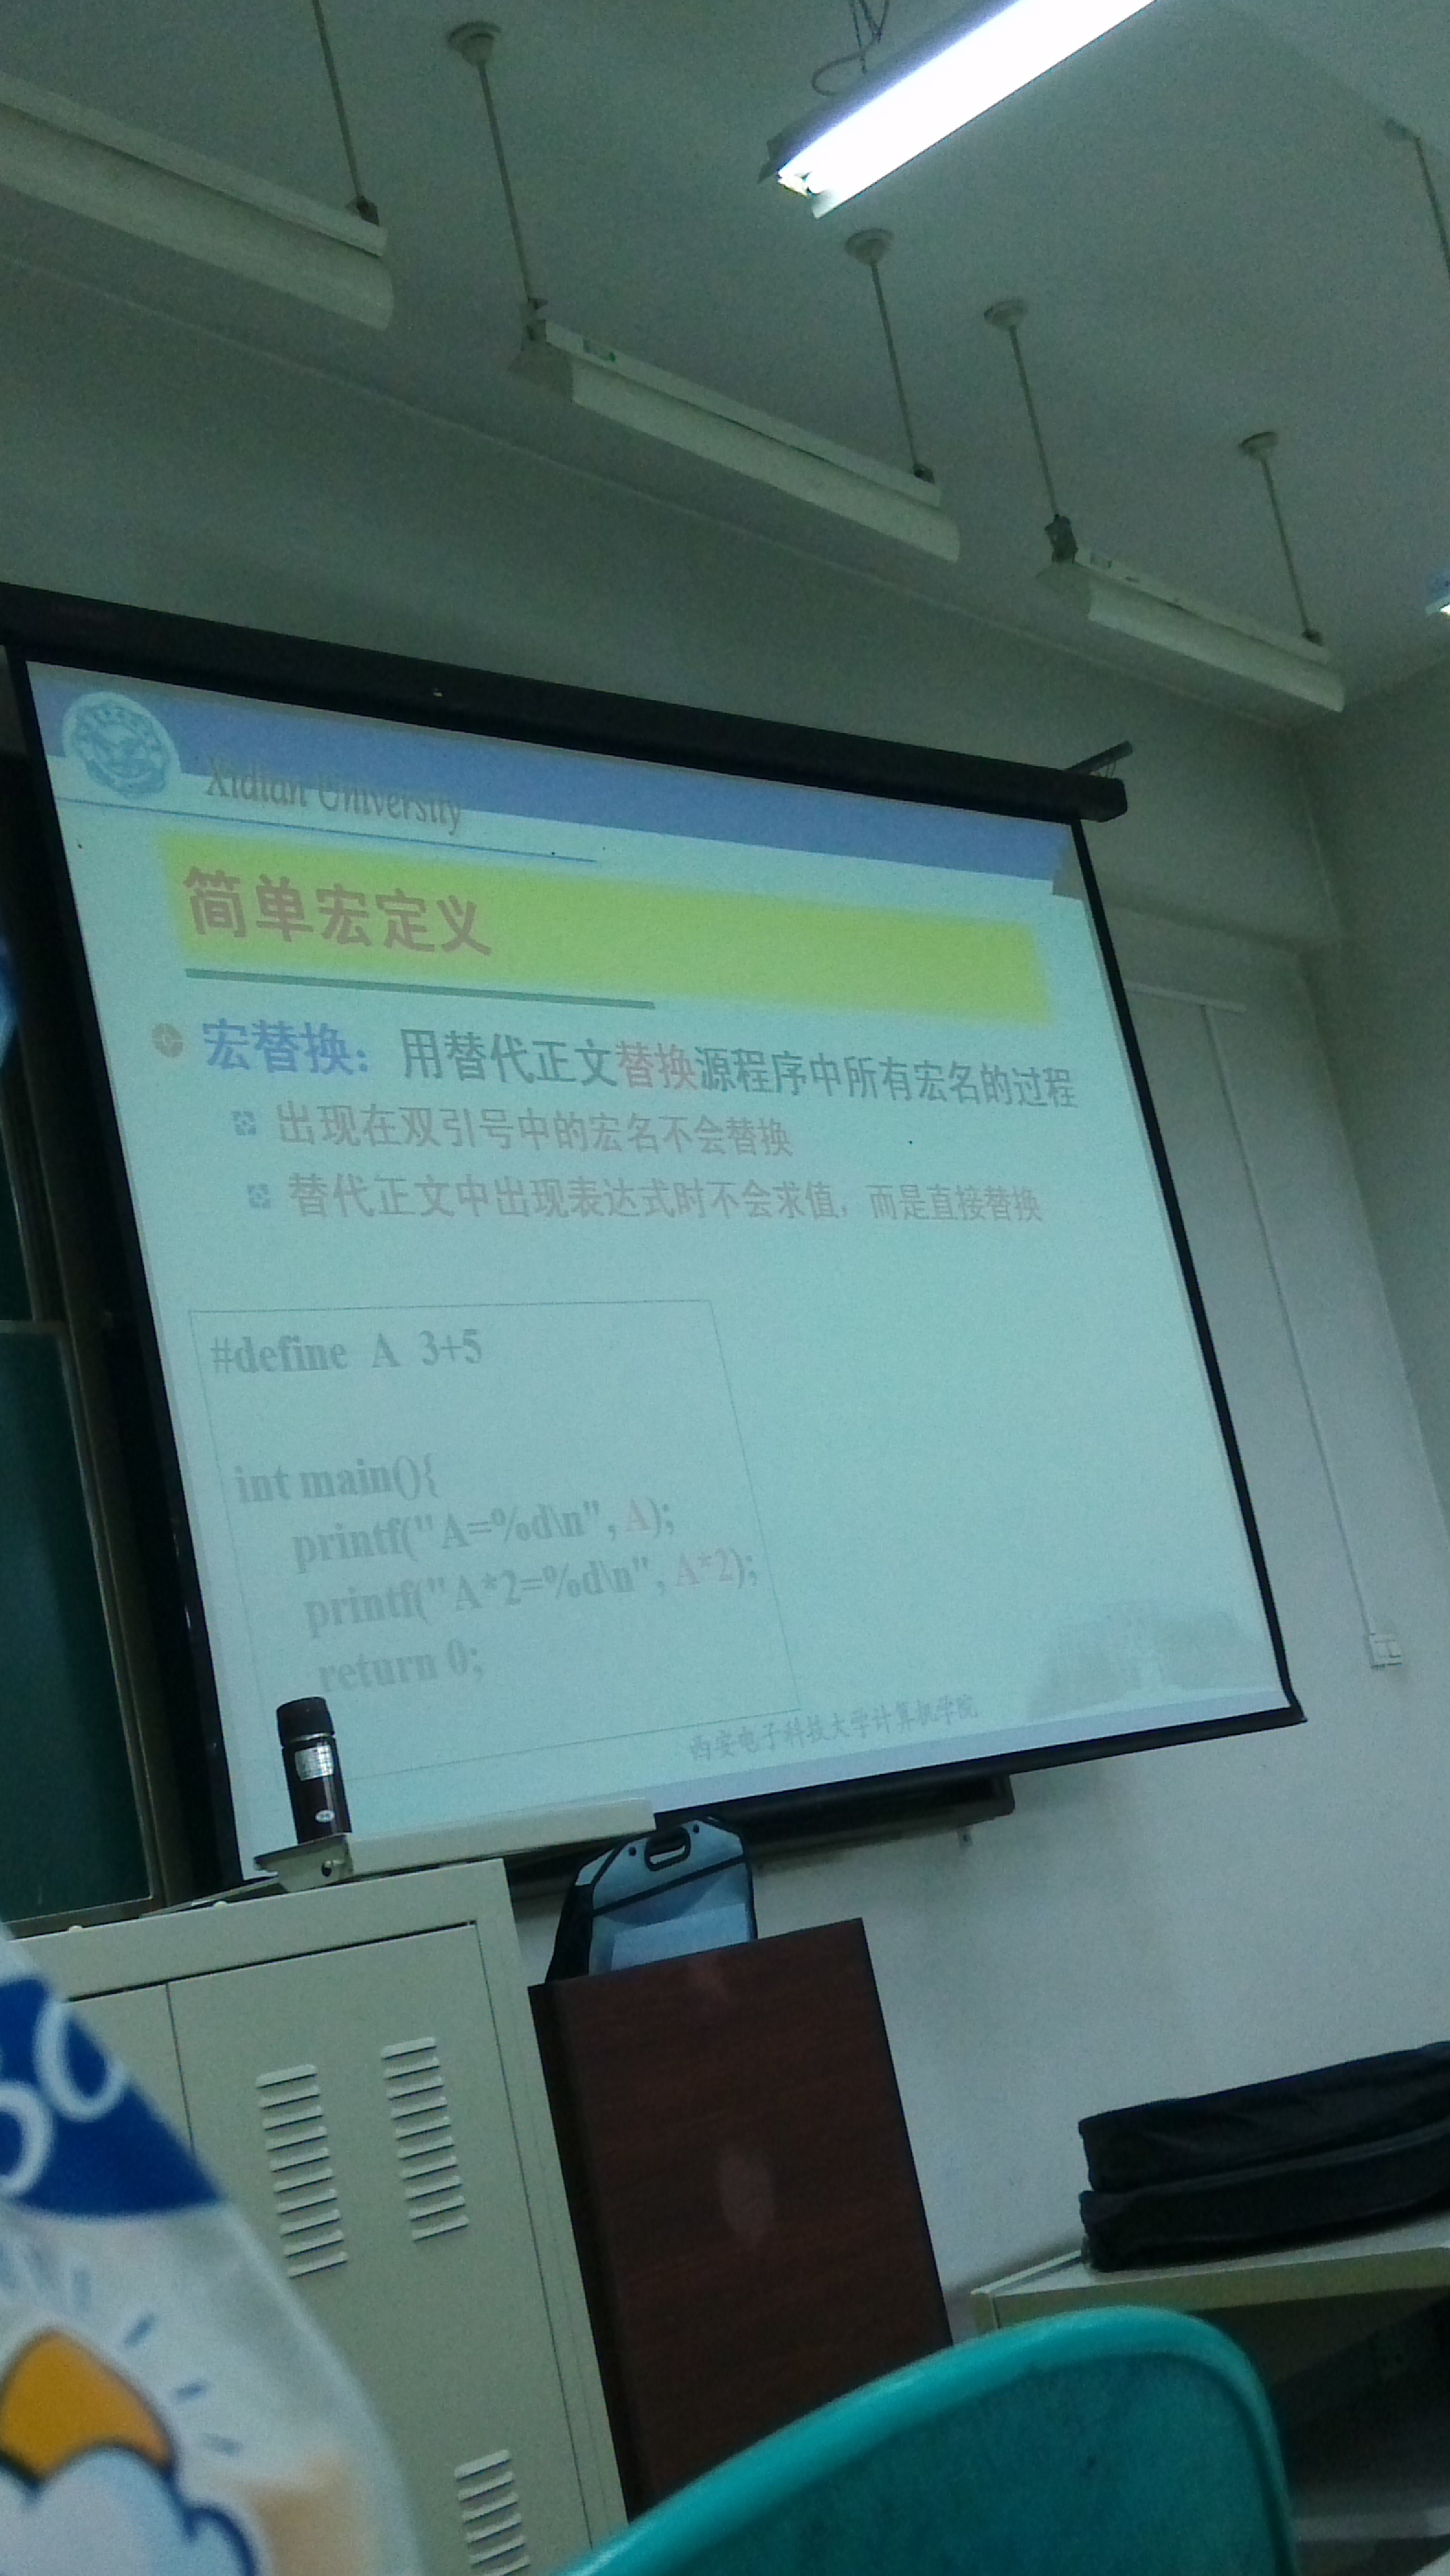 Xidian University
简单宏定义
宏替换：用替代正文替换源程序中所有宏名的过程
出现在双引号中的宏名不会替换
替代正文中出现表达式时不会求值，而是直接替换
#define A 3+5
int main(){
printf("A=%d\n", A);
printf("A*2=%d\n", A*2);
return 0;
西安电子科技大学计算机学院